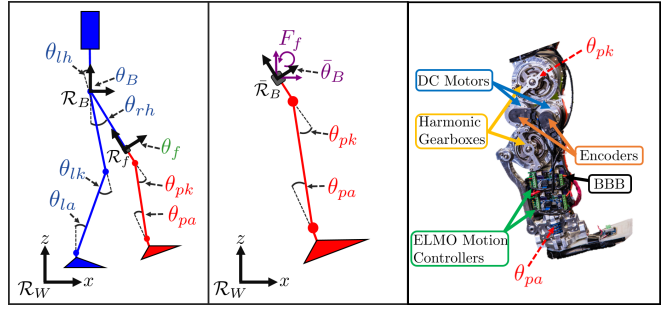 θ_lh
θ_B
R_B
θ_rh
R_f
θ_f
θ_lk
θ_pk
θ_la
θ_pa
z
R_W
x
F_f
R̄_B
θ̄_B
θ_pk
θ_pa
z
R_W
x
θ_pk
DC Motors
Harmonic
Gearboxes
Encoders
BBB
ELMO Motion
Controllers
θ_pa